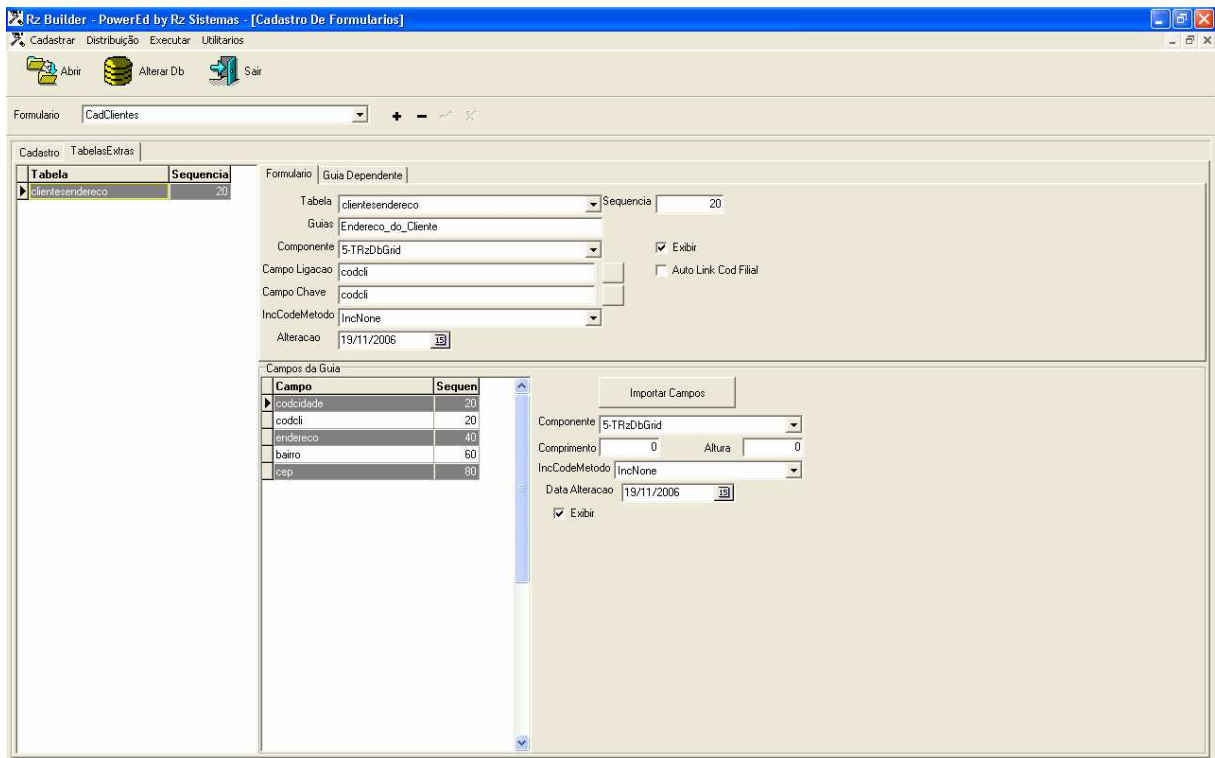 Rz Builder - PowerEd by Rz Sistemas - [Cadastro De Formularios]
Cadastrar Distribuição Executar Utilitarios
Abrir Alterar Db Sair
Formulario CadClientes
Cadastro TabelasExtras
Tabela Sequencia
clientesendereco 20
Formulario Guia Dependente
Tabela clientesendereco Sequencia 20
Guias Endereco_do_Cliente
Componente 5-TRzDbGrid Exibir
Campo Ligacao codcli Auto Link Cod Filial
Campo Chave codcli
IncCodeMetodo IncNone
Alteracao 19/11/2006 15
Campos da Guia
Campo Sequen
codcidade 20
codcli 20
endereco 40
bairro 60
cep 80
Importar Campos
Componente 5-TRzDbGrid
Comprimento 0 Altura 0
IncCodeMetodo IncNone
Data Alteracao 19/11/2006 15
Exibir